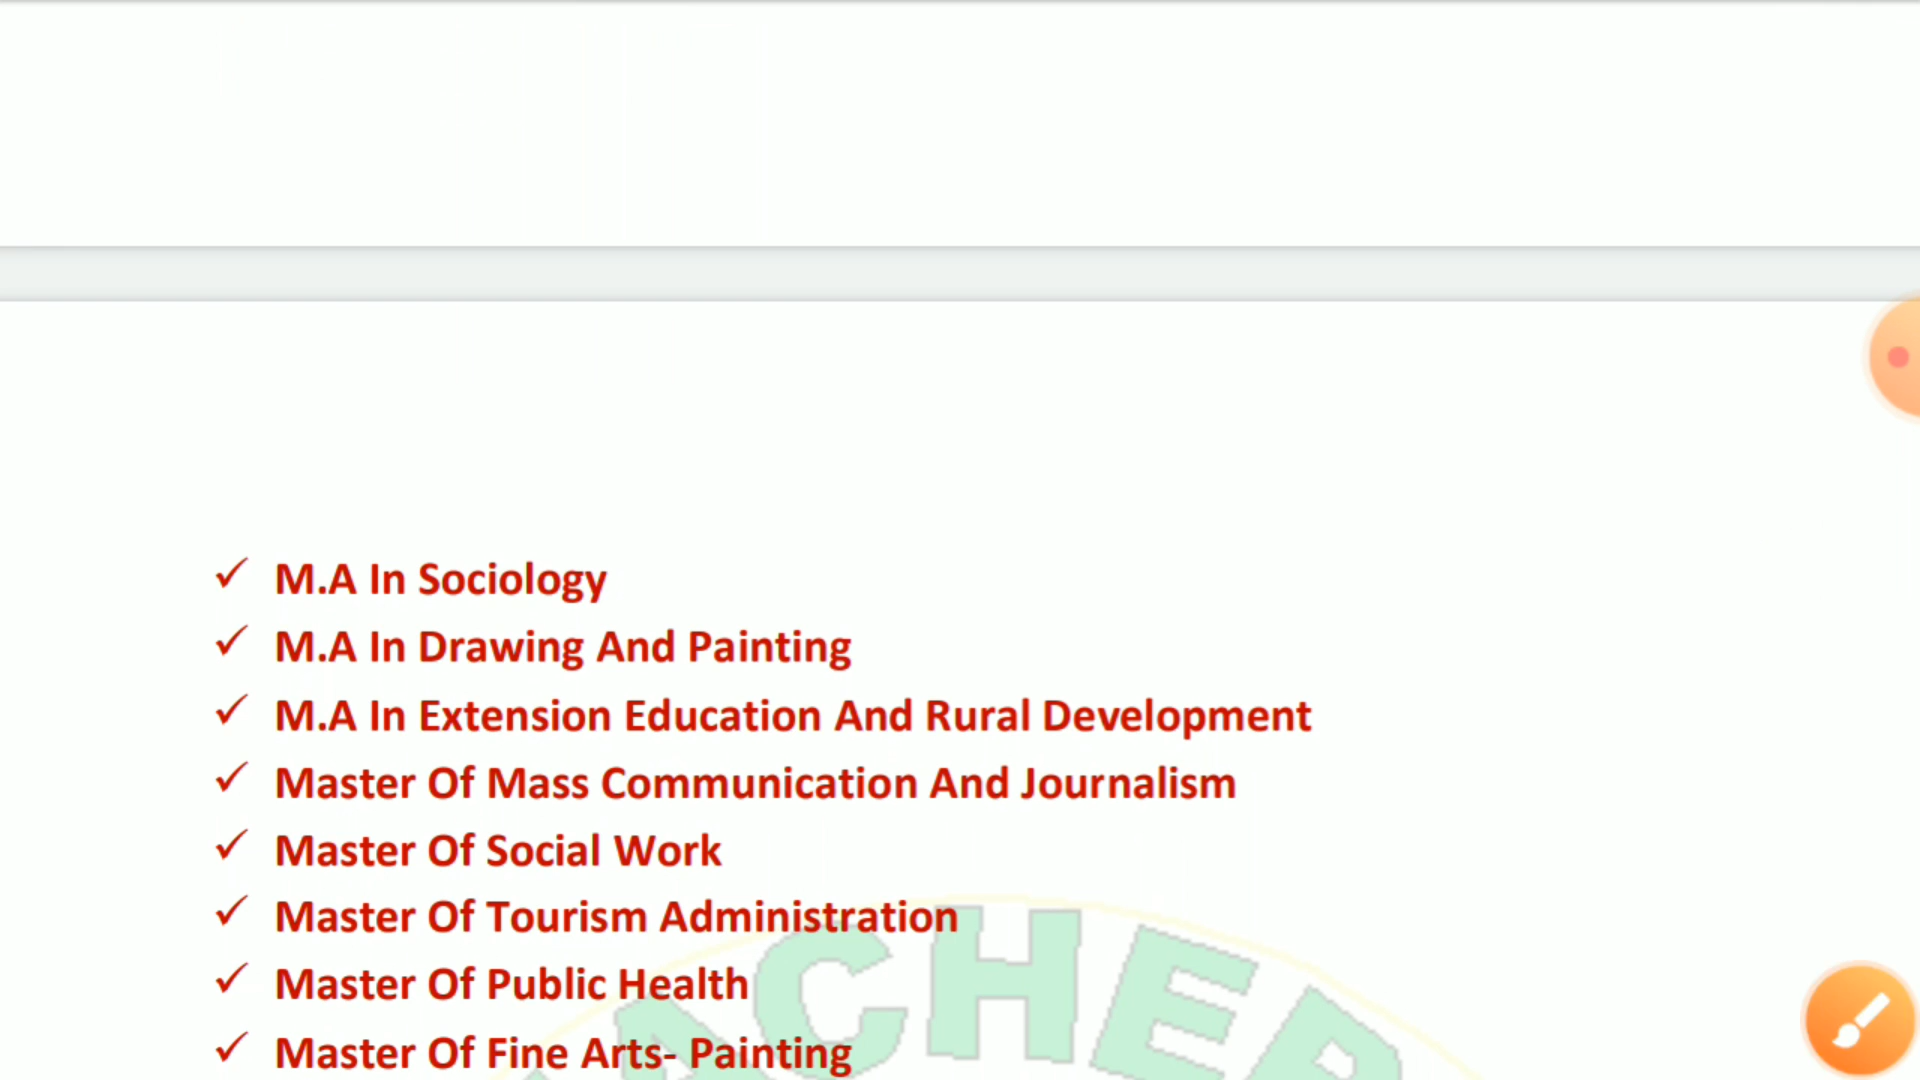 ✓ M.A In Sociology
✓ M.A In Drawing And Painting
✓ M.A In Extension Education And Rural Development
✓ Master Of Mass Communication And Journalism
✓ Master Of Social Work
✓ Master Of Tourism Administration
✓ Master Of Public Health
✓ Master Of Fine Arts- Painting
ACHER